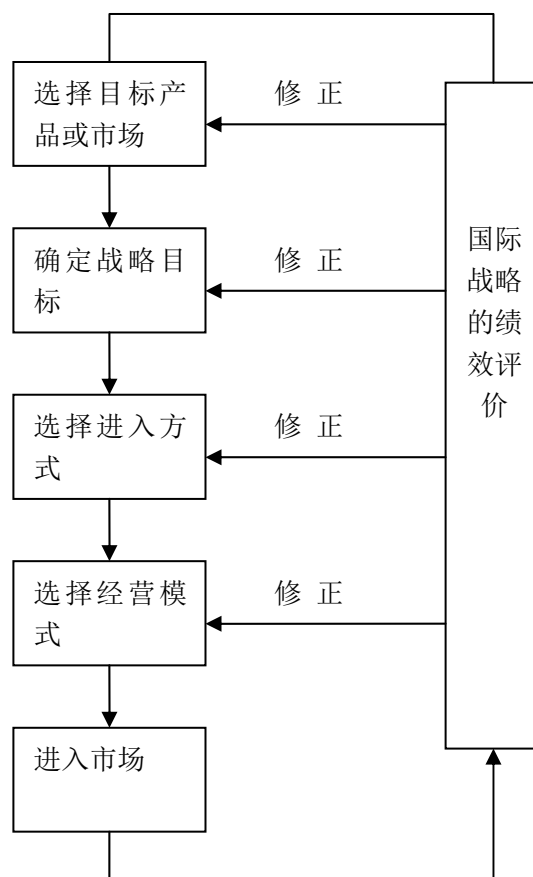 选择目标产
品或市场
修 正
确定战略目
标
修 正
选择进入方
式
修 正
选择经营模
式
修 正
进入市场
国际
战略
的绩
效评
价